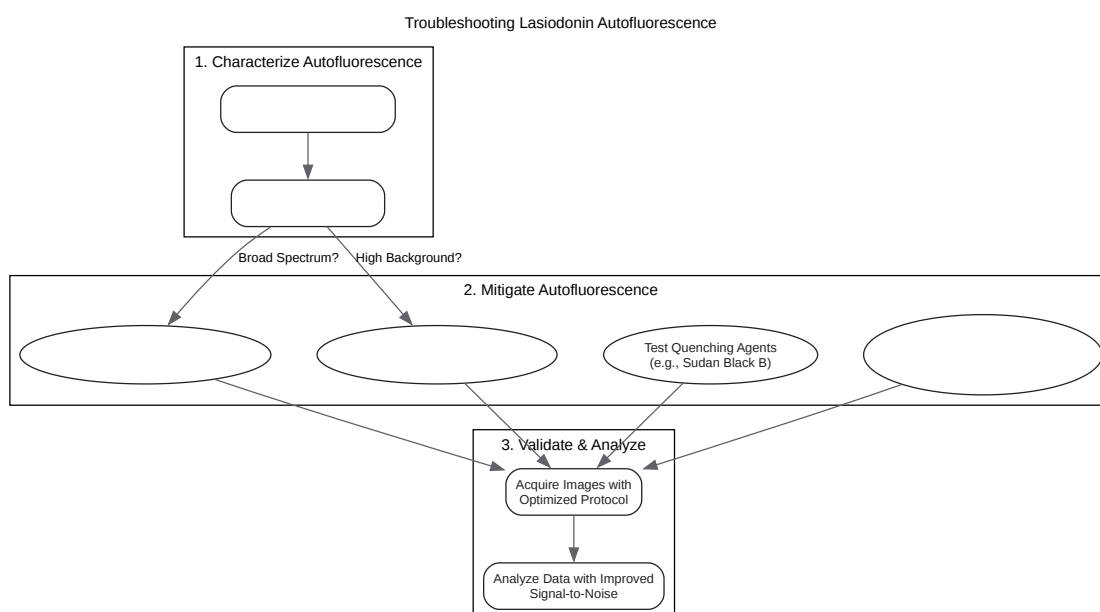 Troubleshooting Lasiodonin Autofluorescence
1. Characterize Autofluorescence
Broad Spectrum?
High Background?
2. Mitigate Autofluorescence
Test Quenching Agents
(e.g., Sudan Black B)
3. Validate & Analyze
Acquire Images with
Optimized Protocol
Analyze Data with Improved
Signal-to-Noise